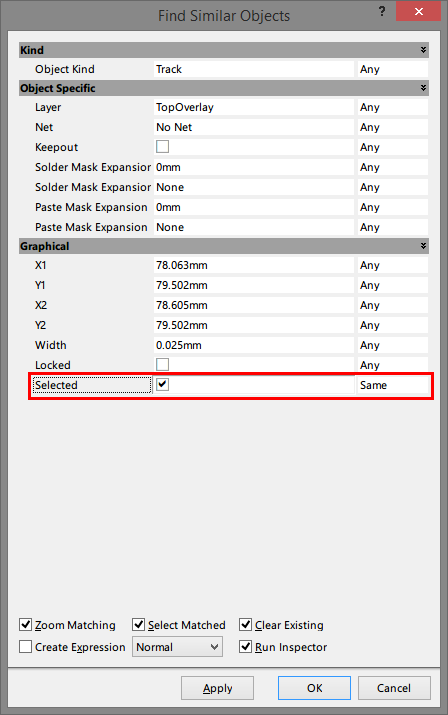 Find Similar Objects ? ×
Kind
Object Kind Track Any
Object Specific
Layer TopOverlay Any
Net No Net Any
Keepout Any
Solder Mask Expansion 0mm Any
Solder Mask Expansion None Any
Paste Mask Expansion 0mm Any
Paste Mask Expansion None Any
Graphical
X1 78.063mm Any
Y1 79.502mm Any
X2 78.605mm Any
Y2 79.502mm Any
Width 0.025mm Any
Locked Any
Selected Same
Zoom Matching Select Matched Clear Existing
Create Expression Normal Run Inspector
Apply OK Cancel